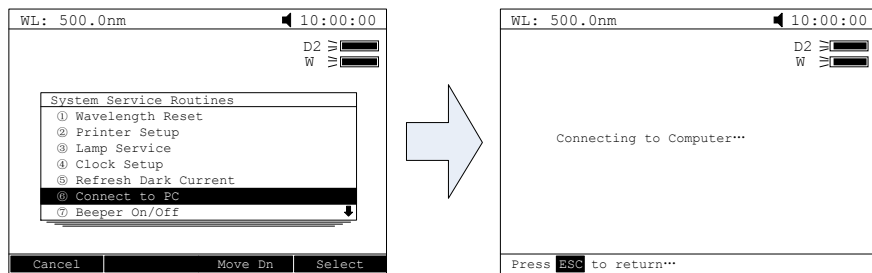 WL: 500.0nm 10:00:00
D2
W
System Service Routines
① Wavelength Reset
② Printer Setup
③ Lamp Service
④ Clock Setup
⑤ Refresh Dark Current
⑥ Connect to PC
⑦ Beeper On/Off
Cancel Move Dn Select
WL: 500.0nm 10:00:00
D2
W
Connecting to Computer…
Press ESC to return…